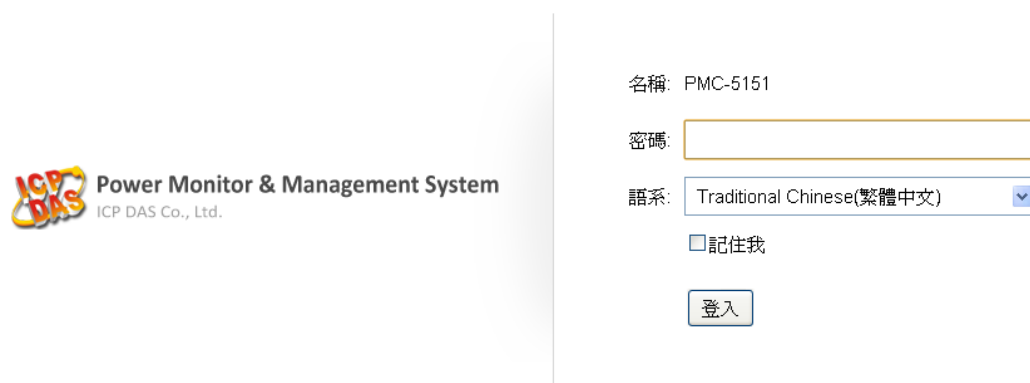 ICP DAS
Power Monitor & Management System
ICP DAS Co., Ltd.
名稱: PMC-5151
密碼:
語系: Traditional Chinese(繁體中文)
記住我
登入